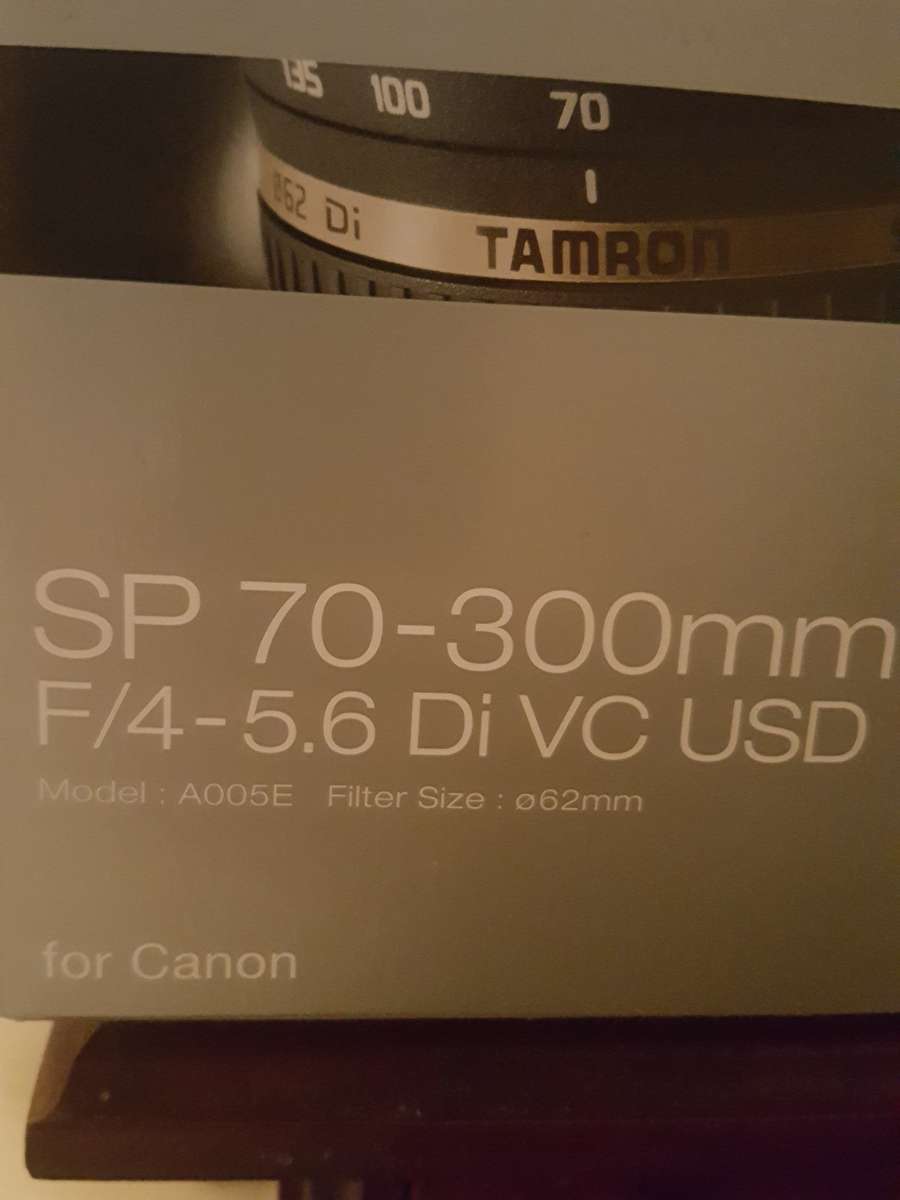 135 100 70
ø62 Di TAMRON
SP 70-300mm
F/4-5.6 Di VC USD
Model : A005E Filter Size : ø62mm
for Canon